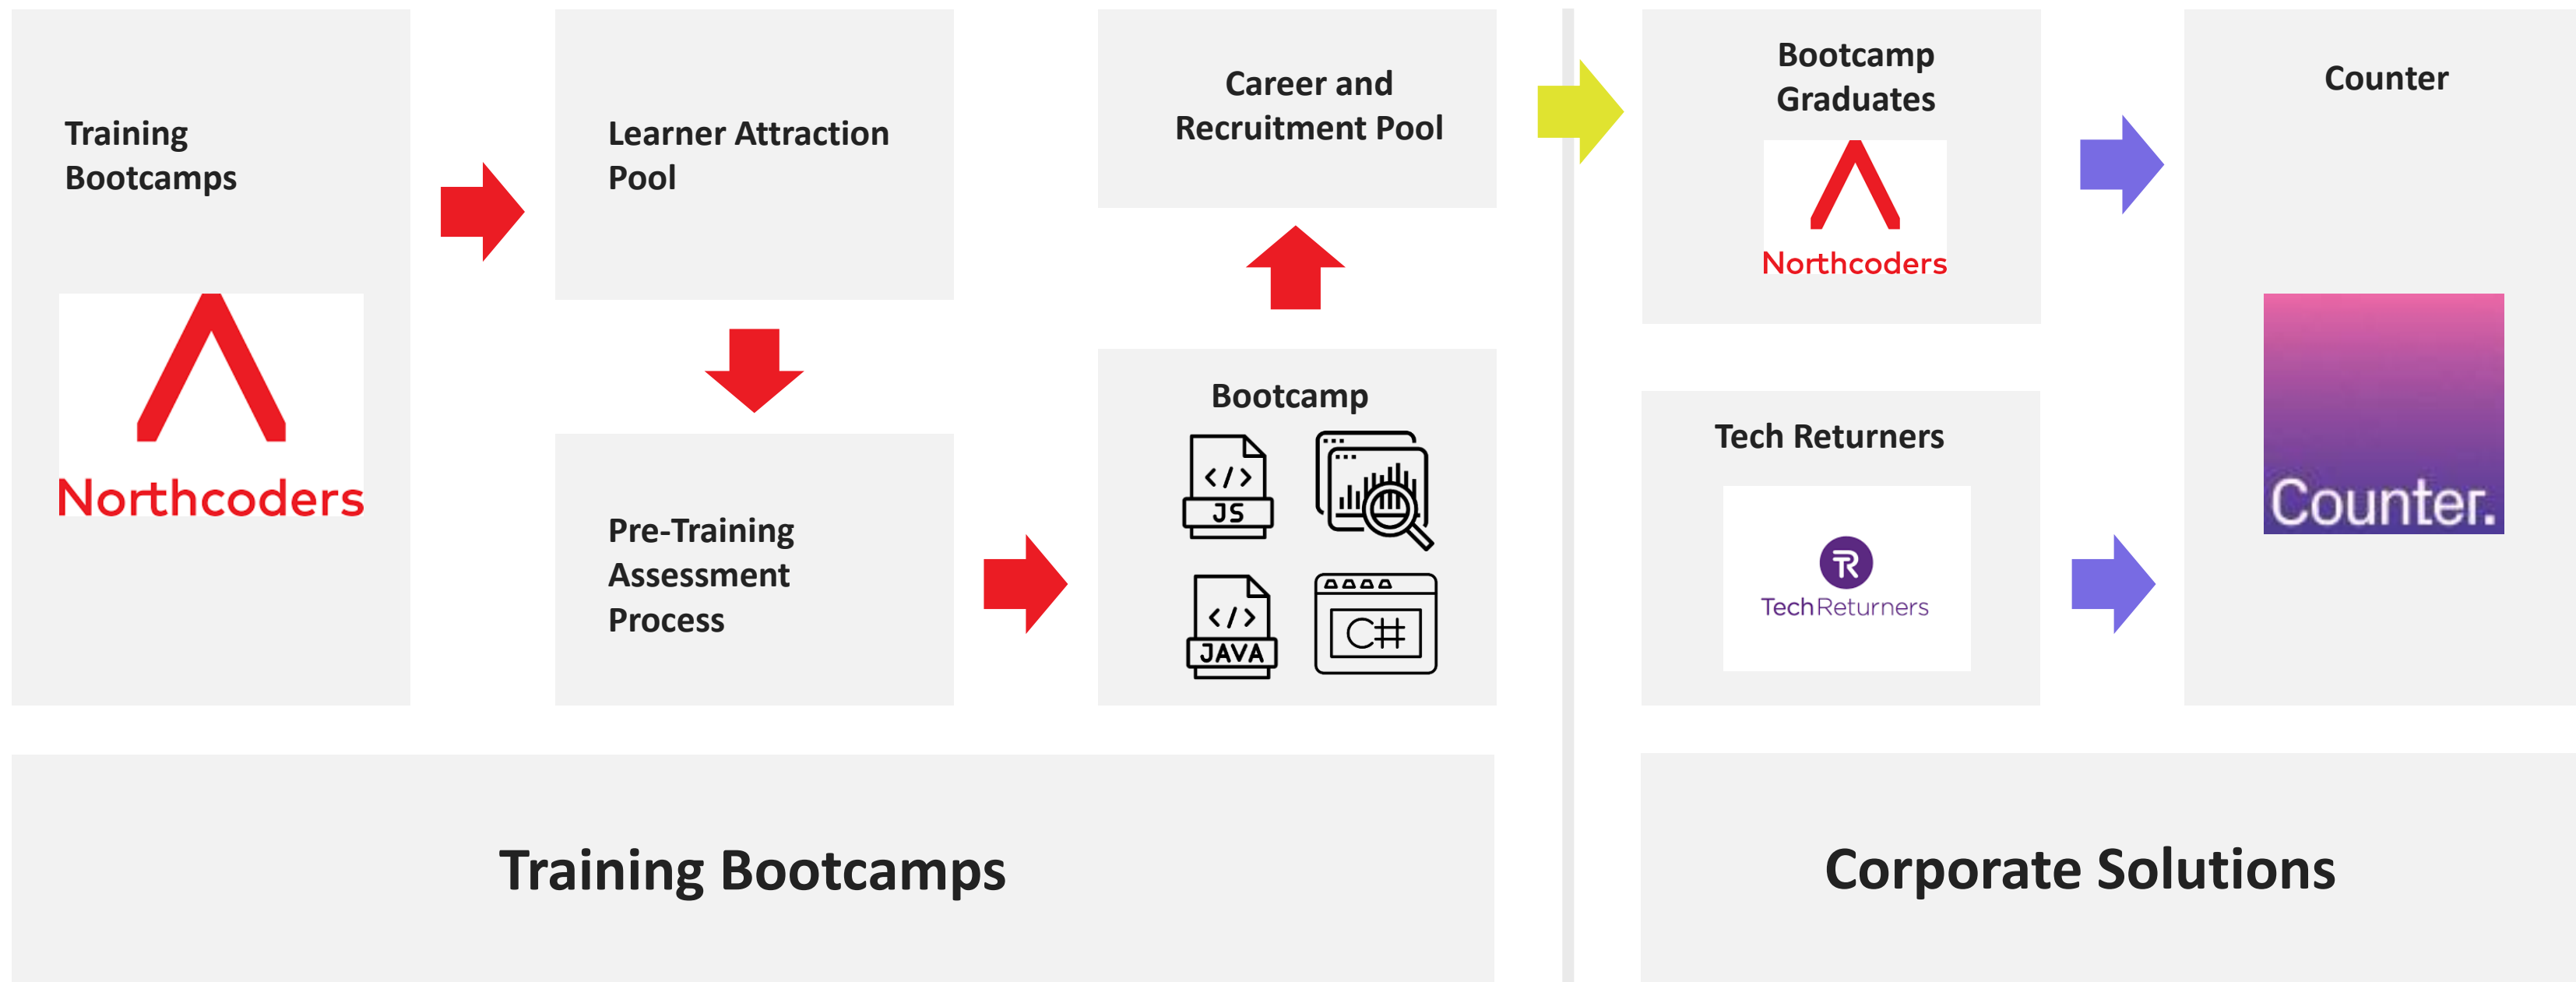 Training
Bootcamps
Northcoders
Learner Attraction
Pool
Pre-Training
Assessment
Process
Career and
Recruitment Pool
Bootcamp
</>
JS
</>
JAVA
C#
Bootcamp
Graduates
Northcoders
Tech Returners
TR
TechReturners
Counter
Counter.
Training Bootcamps
Corporate Solutions